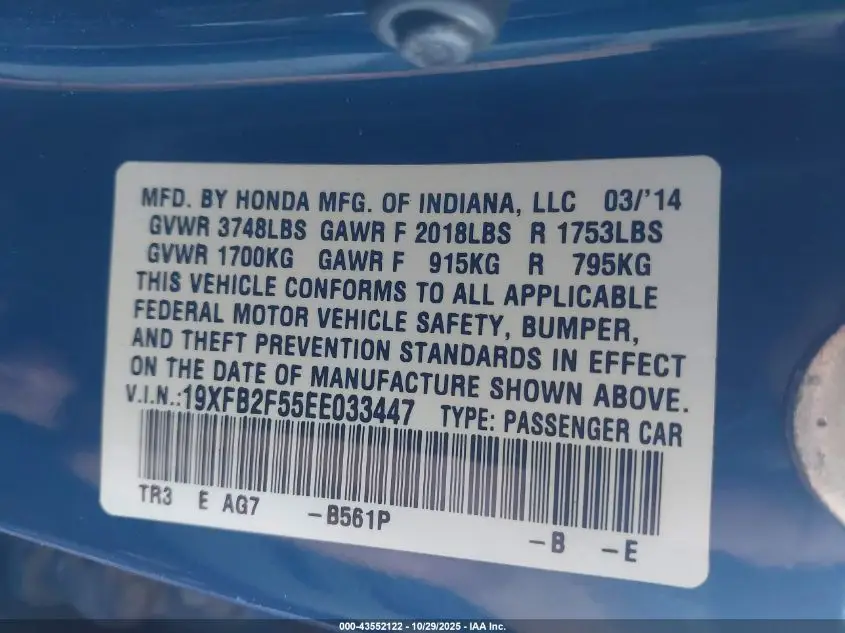 MFD. BY HONDA MFG. OF INDIANA, LLC 03/'14
GVWR 3748LBS GAWR F 2018LBS R 1753LBS
GVWR 1700KG GAWR F 915KG R 795KG
THIS VEHICLE CONFORMS TO ALL APPLICABLE
FEDERAL MOTOR VEHICLE SAFETY, BUMPER,
AND THEFT PREVENTION STANDARDS IN EFFECT
ON THE DATE OF MANUFACTURE SHOWN ABOVE.
V.I.N.:19XFB2F55EE033447 TYPE: PASSENGER CAR
TR3 E AG7 -B561P -B -E
000-43552122 | 10/29/2025 - IAA Inc.